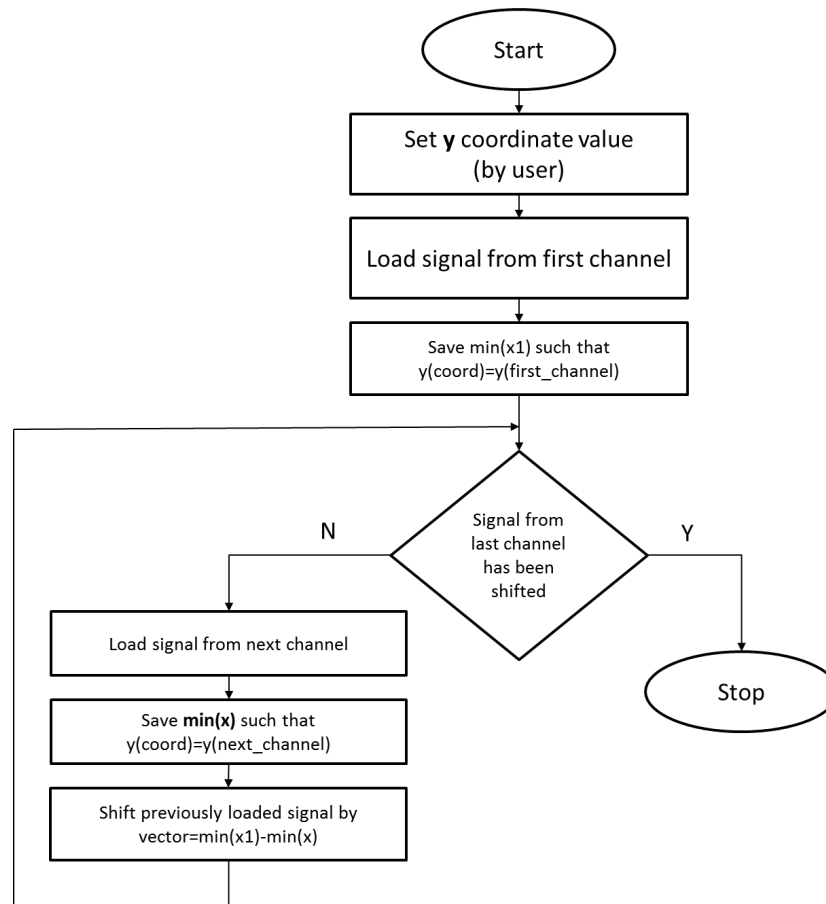 Start
Set y coordinate value
(by user)
Load signal from first channel
Save min(x1) such that
y(coord)=y(first_channel)
Signal from
last channel
has been
shifted
N
Y
Load signal from next channel
Save min(x) such that
y(coord)=y(next_channel)
Shift previously loaded signal by
vector=min(x1)-min(x)
Stop